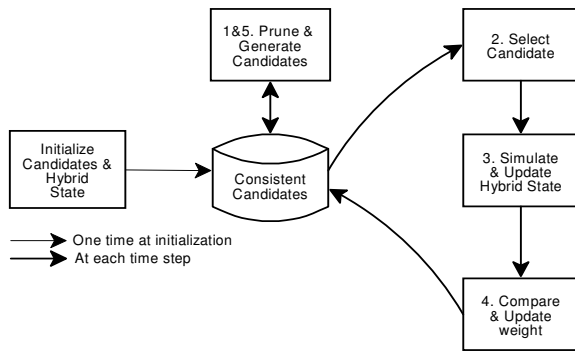 1&5. Prune &
Generate
Candidates
2. Select
Candidate
Initialize
Candidates &
Hybrid
State
Consistent
Candidates
3. Simulate
& Update
Hybrid State
One time at initialization
At each time step
4. Compare
& Update
weight